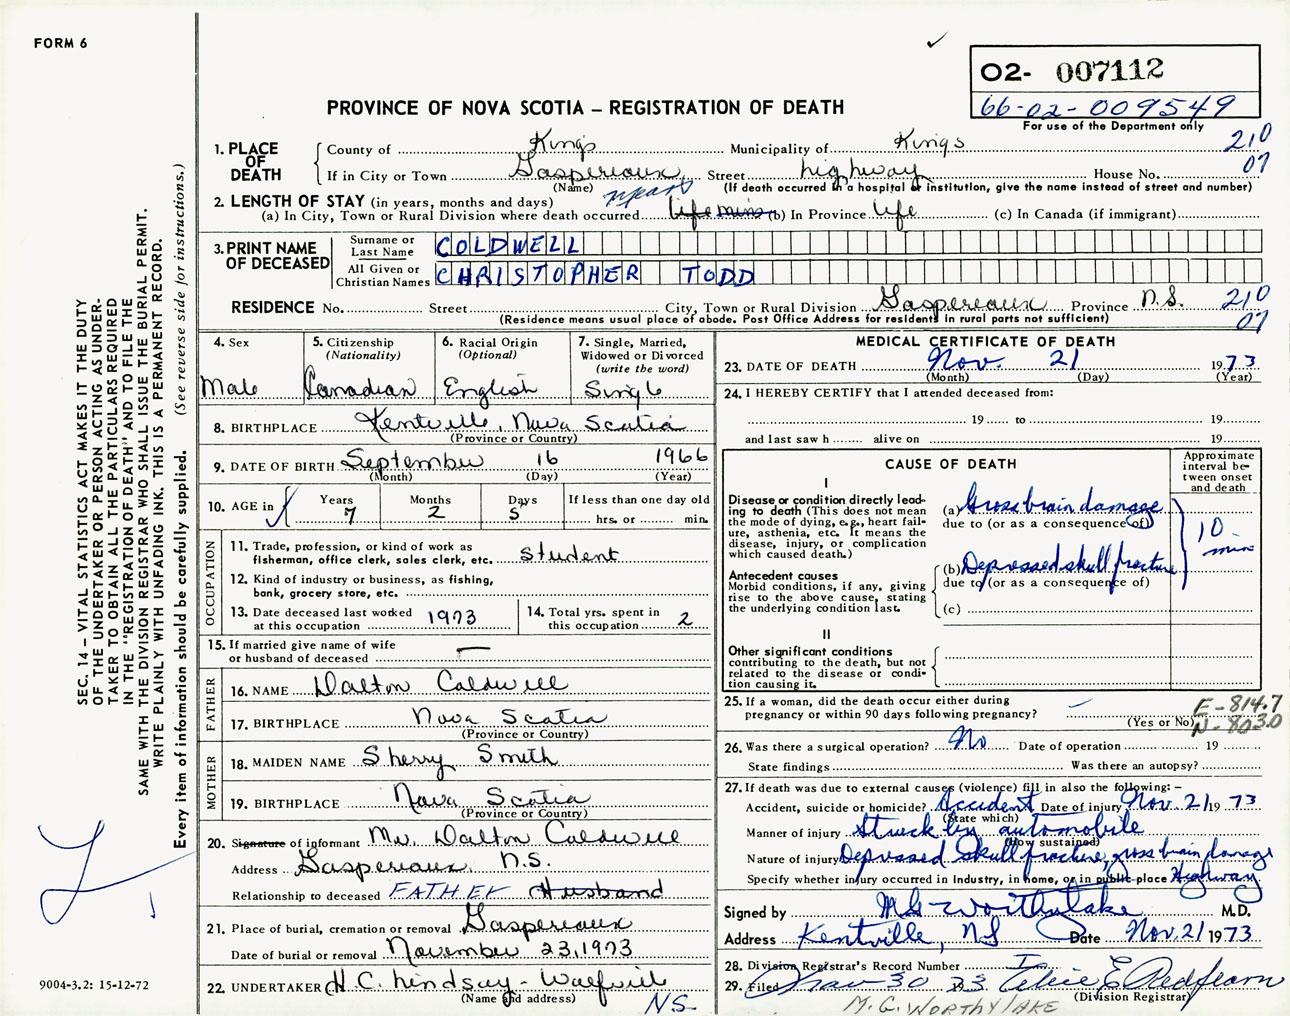 FORM 6
O2- 007112
66-02-009549
For use of the Department only
PROVINCE OF NOVA SCOTIA – REGISTRATION OF DEATH
1. PLACE OF DEATH
County of Kings Municipality of Kings 210
If in City or Town Gaspereaux Street highway House No. 07
(Name) (If death occurred in a hospital or institution, give the name instead of street and number)
2. LENGTH OF STAY (in years, months and days)
(a) In City, Town or Rural Division where death occurred life mins (b) In Province life (c) In Canada (if immigrant)
3. PRINT NAME OF DECEASED
Surname or Last Name COLDWELL
All Given or Christian Names CHRISTOPHER TODD
RESIDENCE No. Street City, Town or Rural Division Gaspereaux Province N.S. 210
(Residence means usual place of abode. Post Office Address for residents in rural parts not sufficient) 07
4. Sex
Male
5. Citizenship (Nationality)
Canadian
6. Racial Origin (Optional)
English
7. Single, Married, Widowed or Divorced (write the word)
Single
8. BIRTHPLACE Kentville, Nova Scotia
(Province or Country)
9. DATE OF BIRTH September 16 1966
(Month) (Day) (Year)
10. AGE in
Years 7
Months 2
Days 5
If less than one day old
hrs. or min.
OCCUPATION
11. Trade, profession, or kind of work as fisherman, office clerk, sales clerk, etc. student
12. Kind of industry or business, as fishing, bank, grocery store, etc.
13. Date deceased last worked at this occupation 1973
14. Total yrs. spent in this occupation 2
15. If married give name of wife or husband of deceased —
FATHER
16. NAME Dalton Coldwell
17. BIRTHPLACE Nova Scotia
(Province or Country)
MOTHER
18. MAIDEN NAME Sherry Smith
19. BIRTHPLACE Nova Scotia
(Province or Country)
20. Signature of informant Mr. Dalton Coldwell
Address Gaspereaux, N.S.
Relationship to deceased FATHER Husband
21. Place of burial, cremation or removal Gaspereaux
Date of burial or removal November 23, 1973
22. UNDERTAKER H.C. Lindsay - Wolfville
(Name and address) N.S.
MEDICAL CERTIFICATE OF DEATH
23. DATE OF DEATH Nov. 21 1973
(Month) (Day) (Year)
24. I HEREBY CERTIFY that I attended deceased from:
19 to 19
and last saw h alive on 19
CAUSE OF DEATH
Approximate interval between onset and death
I
Disease or condition directly leading to death (This does not mean the mode of dying, e.g., heart failure, asthenia, etc. It means the disease, injury, or complication which caused death.)
(a) Gross brain damage
due to (or as a consequence of)
10 min
Antecedent causes
Morbid conditions, if any, giving rise to the above cause, stating the underlying condition last.
(b) Depressed skull fracture
due to (or as a consequence of)
(c)
II
Other significant conditions
contributing to the death, but not related to the disease or condition causing it.
25. If a woman, did the death occur either during pregnancy or within 90 days following pregnancy? –
(Yes or No)
E-814.7
N-803.0
26. Was there a surgical operation? No Date of operation 19
State findings Was there an autopsy?
27. If death was due to external causes (violence) fill in also the following: –
Accident, suicide or homicide? Accident Date of injury Nov. 21 1973
(State which)
Manner of injury Struck by automobile
(How sustained)
Nature of injury Depressed skull fracture, gross brain damage
Specify whether injury occurred in Industry, in home, or in public place Highway
Signed by M G Worthylake M.D.
Address Kentville, NS Date Nov. 21 1973
28. Division Registrar's Record Number
29. Filed Nov 30 E Redfearn
(Division Registrar)
M. G. WORTHYLAKE
SEC. 14 – VITAL STATISTICS ACT MAKES IT THE DUTY
OF THE UNDERTAKER OR PERSON ACTING AS UNDERTAKER
TO OBTAIN ALL THE PARTICULARS REQUIRED
IN THE "REGISTRATION OF DEATH" AND TO FILE THE
SAME WITH THE DIVISION REGISTRAR WHO SHALL ISSUE THE BURIAL PERMIT.
WRITE PLAINLY WITH UNFADING INK. THIS IS A PERMANENT RECORD.
Every item of information should be carefully supplied. (See reverse side for instructions.)
9004-3.2: 15-12-72